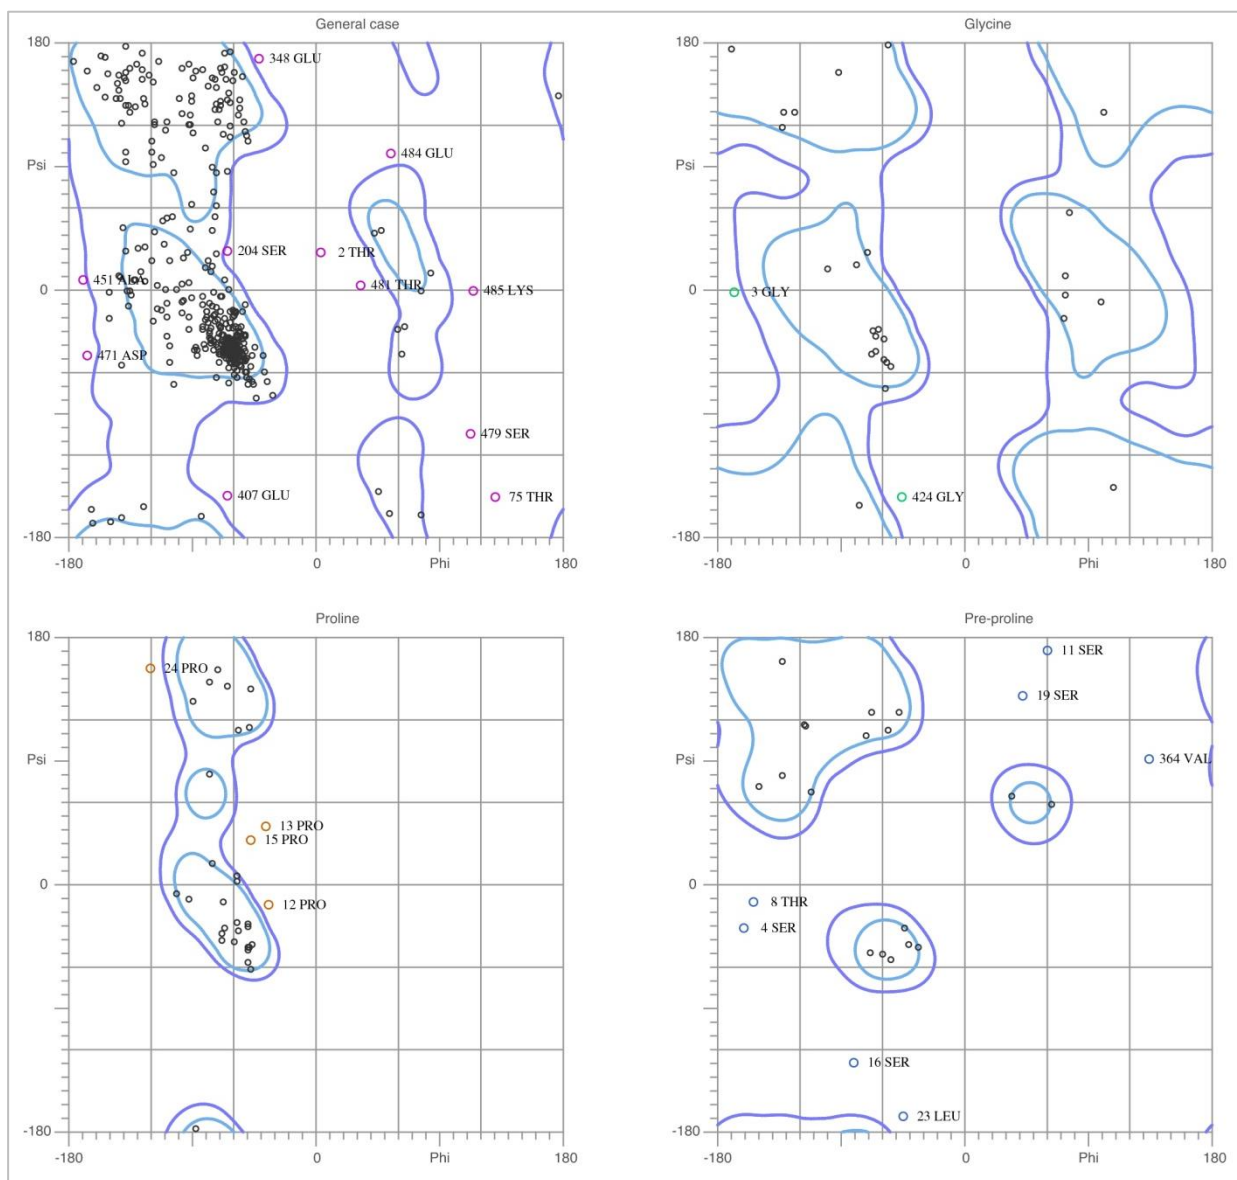 General case
180
348 GLU
484 GLU
Psi
204 SER
2 THR
451 ALA
481 THR
485 LYS
0
471 ASP
479 SER
407 GLU
75 THR
-180
-180
0
Phi
180
Glycine
180
Psi
0
3 GLY
424 GLY
-180
-180
0
Phi
180
Proline
180
24 PRO
Psi
13 PRO
15 PRO
0
12 PRO
-180
-180
0
Phi
180
Pre-proline
180
11 SER
19 SER
Psi
364 VAL
0
8 THR
4 SER
16 SER
23 LEU
-180
-180
0
Phi
180